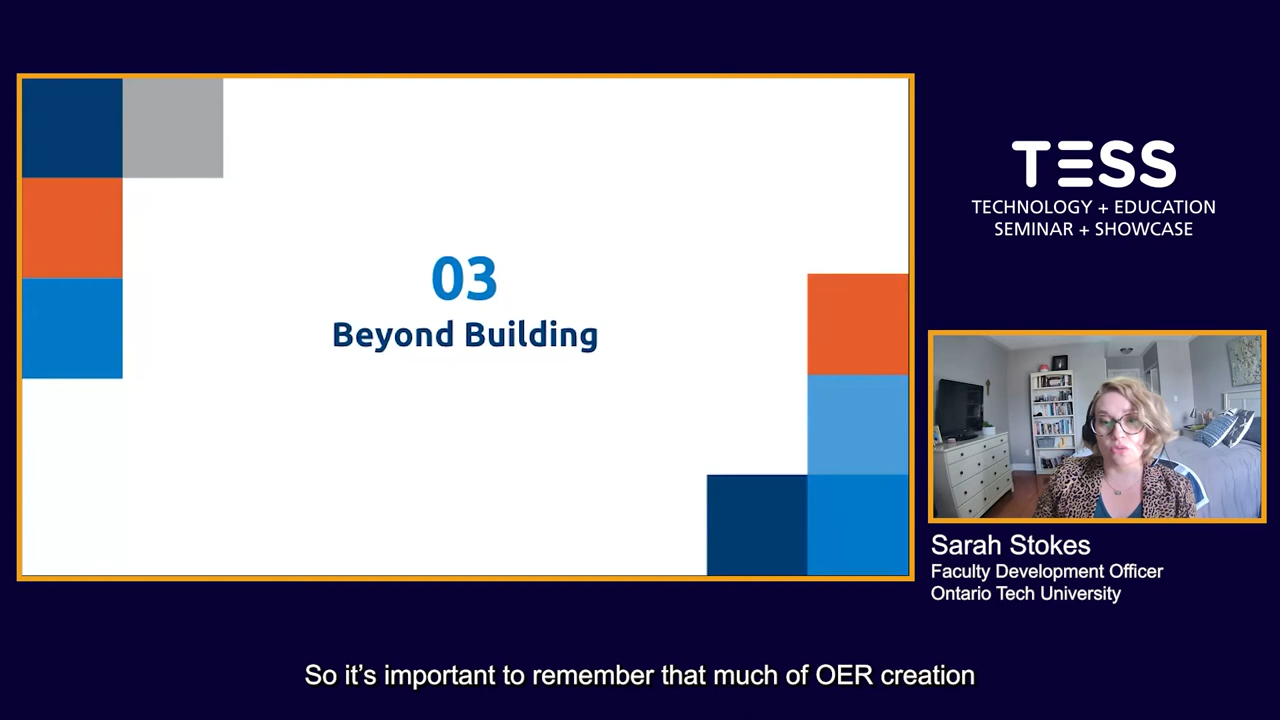 03
Beyond Building
TESS
TECHNOLOGY + EDUCATION
SEMINAR + SHOWCASE
Sarah Stokes
Faculty Development Officer
Ontario Tech University
So it's important to remember that much of OER creation